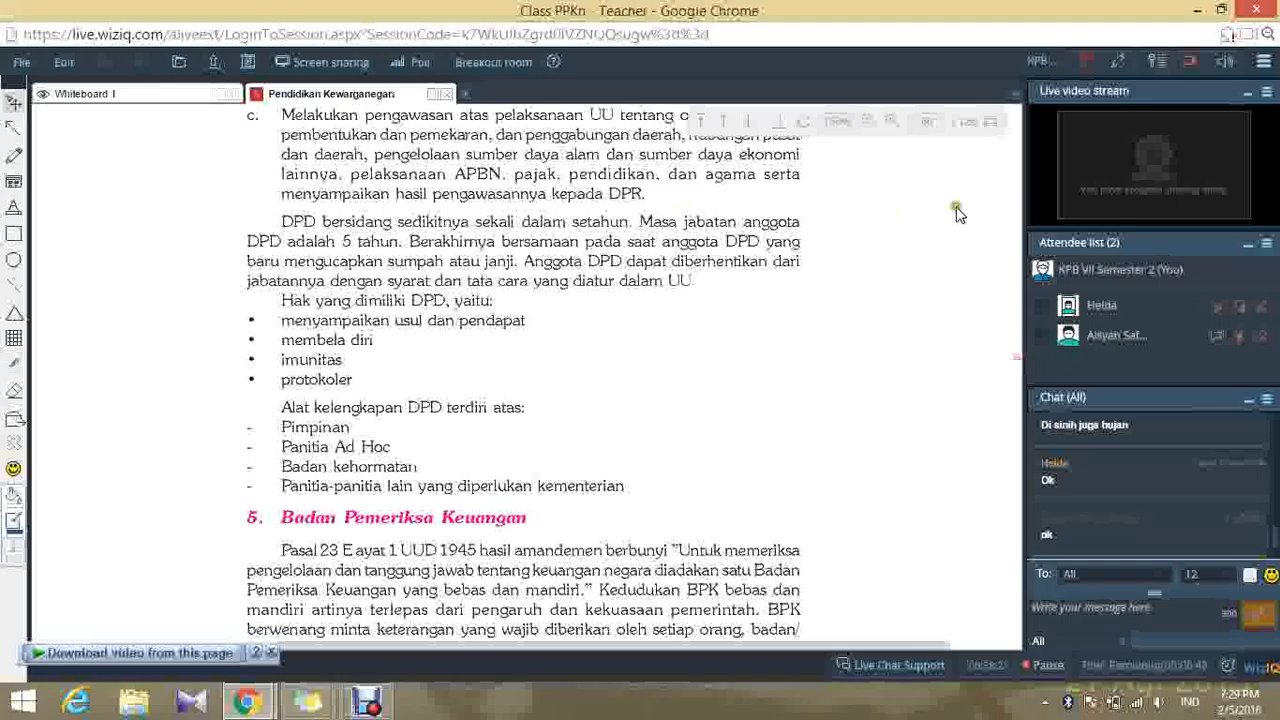 Class PPKn - Teacher - Google Chrome
File Edit Screen sharing Poll Breakout room KPB...
Whiteboard 1 Pendidikan Kewarganegara
c. Melakukan pengawasan atas pelaksanaan UU tentang
pembentukan dan pemekaran, dan penggabungan daerah,
dan daerah, pengelolaan sumber daya alam dan sumber daya ekonomi
lainnya, pelaksanaan APBN, pajak, pendidikan, dan agama serta
menyampaikan hasil pengawasannya kepada DPR.
DPD bersidang sedikitnya sekali dalam setahun. Masa jabatan anggota
DPD adalah 5 tahun. Berakhirnya bersamaan pada saat anggota DPD yang
baru mengucapkan sumpah atau janji. Anggota DPD dapat diberhentikan dari
jabatannya dengan syarat dan tata cara yang diatur dalam UU
Hak yang dimiliki DPD, yaitu:
• menyampaikan usul dan pendapat
• membela diri
• imunitas
• protokoler
Alat kelengkapan DPD terdiri atas:
- Pimpinan
- Panitia Ad Hoc
- Badan kehormatan
- Panitia-panitia lain yang diperlukan kementerian
5. Badan Pemeriksa Keuangan
Pasal 23 E ayat 1 UUD 1945 hasil amandemen berbunyi "Untuk memeriksa
pengelolaan dan tanggung jawab tentang keuangan negara diadakan satu Badan
Pemeriksa Keuangan yang bebas dan mandiri." Kedudukan BPK bebas dan
mandiri artinya terlepas dari pengaruh dan kekuasaan pemerintah. BPK
berwenang minta keterangan yang wajib diberikan oleh setiap orang, badan/
Live video stream
Attendee list (2)
KPB VII Semester 2 (You)
Helda
Aisyah Saf...
Chat (All)
Di sinih juga hujan
Helda
Ok
ok
To: All 12
Write your message here
300
All
Download video from this page ?
Live Chat Support Pause
IND
7:29 PM
2/5/2016